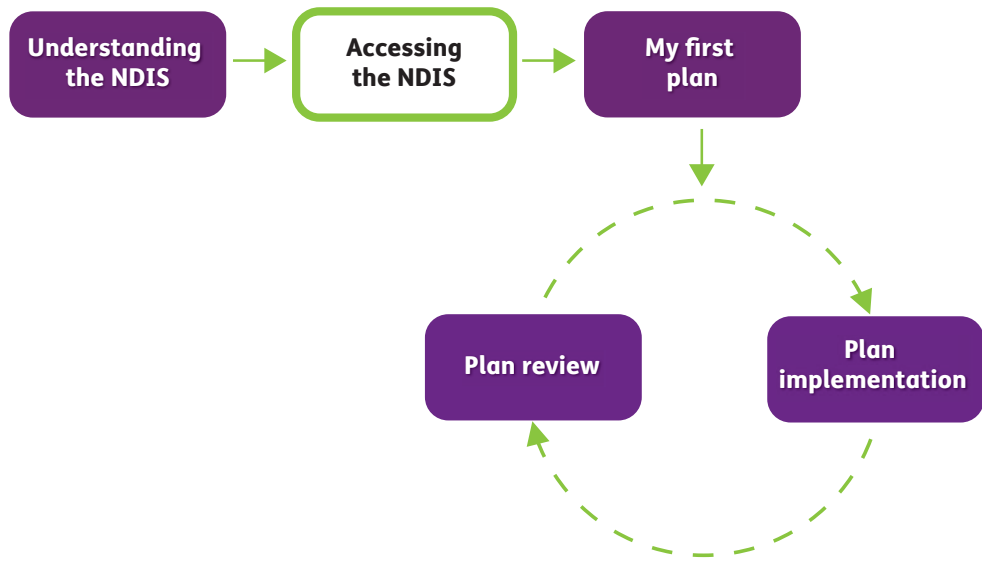 Understanding
the NDIS
Accessing
the NDIS
My first
plan
Plan review
Plan
implementation